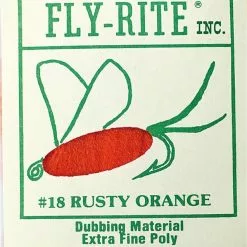 FLY-RITE® INC.
#18 RUSTY ORANGE
Dubbing Material
Extra Fine Poly